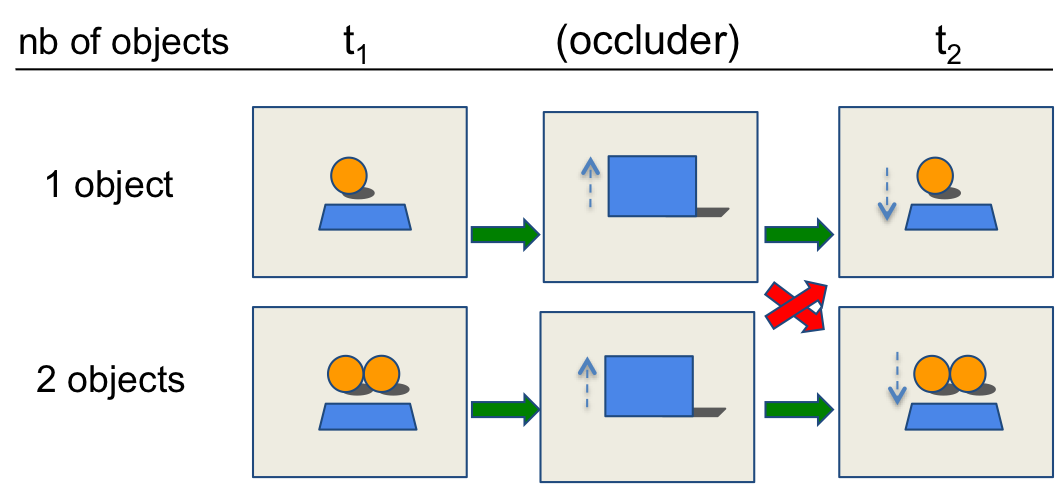 nb of objects t₁ (occluder) t₂
1 object
2 objects